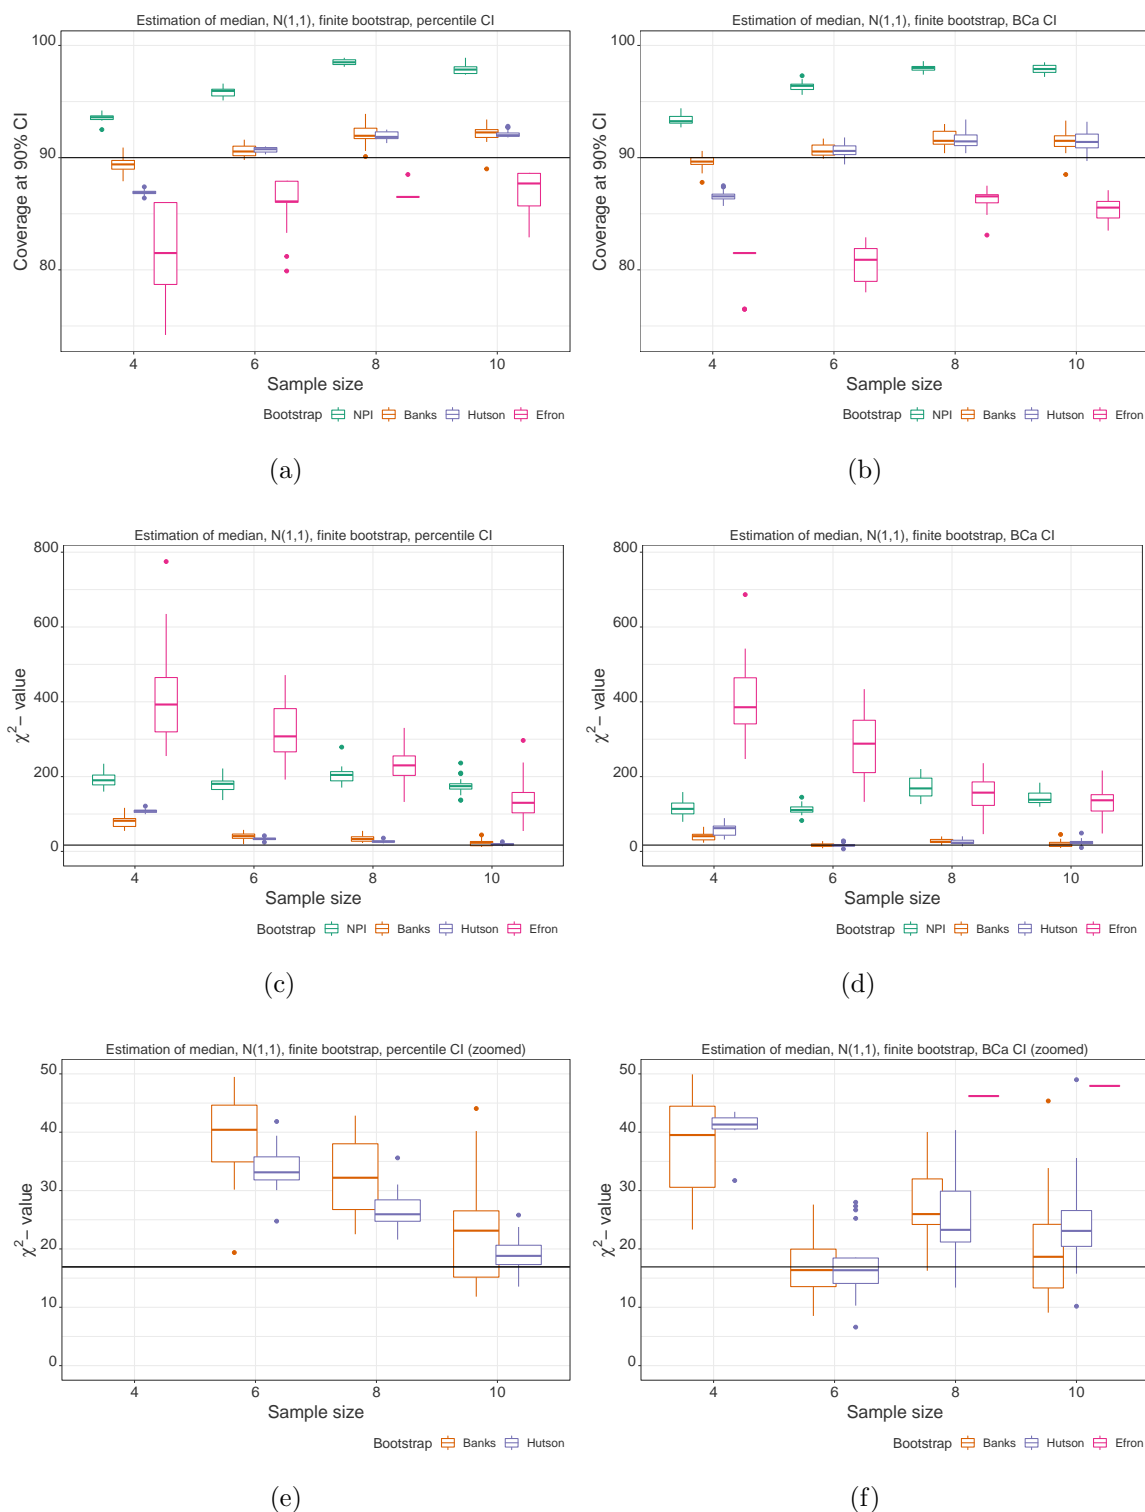 Estimation of median, N(1,1), finite bootstrap, percentile CI
100
90
80
Coverage at 90% CI
4 6 8 10
Sample size
Bootstrap NPI Banks Hutson Efron
(a)
Estimation of median, N(1,1), finite bootstrap, BCa CI
100
90
80
Coverage at 90% CI
4 6 8 10
Sample size
Bootstrap NPI Banks Hutson Efron
(b)
Estimation of median, N(1,1), finite bootstrap, percentile CI
800
600
400
200
0
χ²− value
4 6 8 10
Sample size
Bootstrap NPI Banks Hutson Efron
(c)
Estimation of median, N(1,1), finite bootstrap, BCa CI
800
600
400
200
0
χ²− value
4 6 8 10
Sample size
Bootstrap NPI Banks Hutson Efron
(d)
Estimation of median, N(1,1), finite bootstrap, percentile CI (zoomed)
50
40
30
20
10
0
χ²− value
4 6 8 10
Sample size
Bootstrap Banks Hutson
(e)
Estimation of median, N(1,1), finite bootstrap, BCa CI (zoomed)
50
40
30
20
10
0
χ²− value
4 6 8 10
Sample size
Bootstrap Banks Hutson Efron
(f)